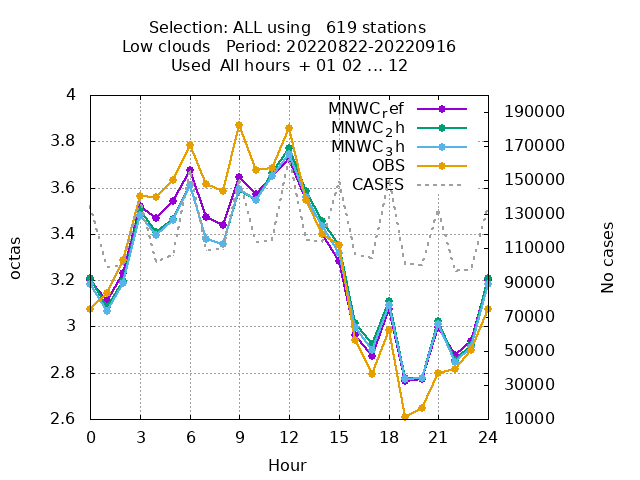 Selection: ALL using 619 stations
Low clouds Period: 20220822-20220916
Used All hours + 01 02 ... 12
MNWC_ref
MNWC_2h
MNWC_3h
OBS
CASES
4
3.8
3.6
3.4
3.2
3
2.8
2.6
octas
190000
170000
150000
130000
110000
90000
70000
50000
30000
10000
No cases
0 3 6 9 12 15 18 21 24
Hour